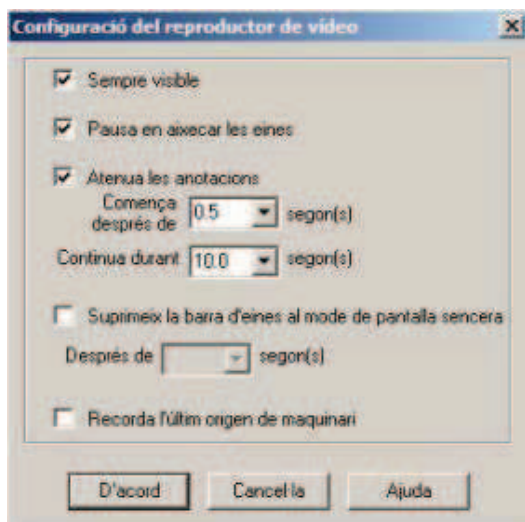 Configuració del reproductor de vídeo
Sempre visible
Pausa en aixecar les eines
Atenua les anotacions
Comença
després de 0.5 segon(s)
Continua durant 10.0 segon(s)
Suprimeix la barra d'eines al mode de pantalla sencera
Després de segon(s)
Recorda l'últim origen de maquinari
D'acord Cancel·la Ajuda